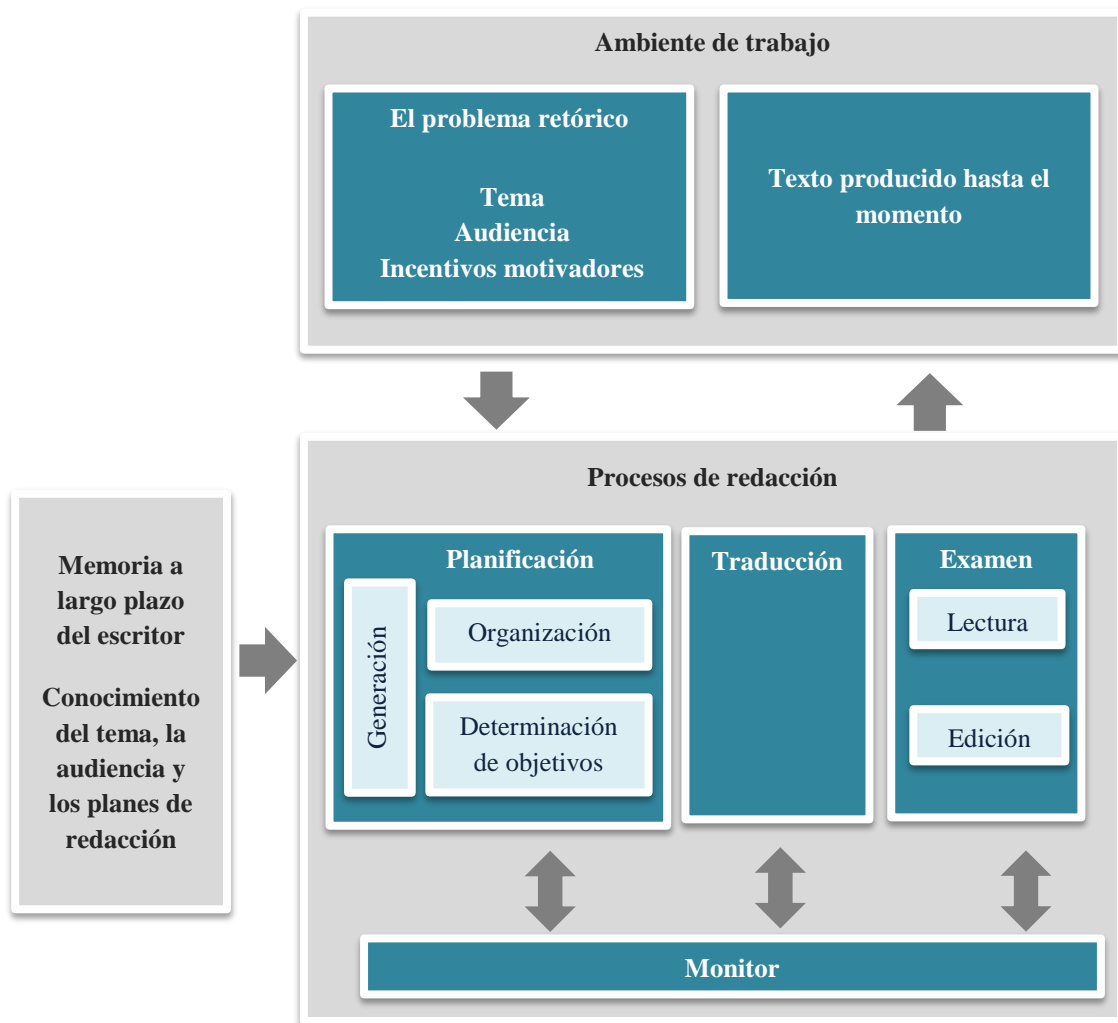 Ambiente de trabajo
El problema retórico
Tema
Audiencia
Incentivos motivadores
Texto producido hasta el
momento
Memoria a
largo plazo
del escritor
Conocimiento
del tema, la
audiencia y
los planes de
redacción
Procesos de redacción
Planificación
Generación
Organización
Determinación
de objetivos
Traducción
Examen
Lectura
Edición
Monitor